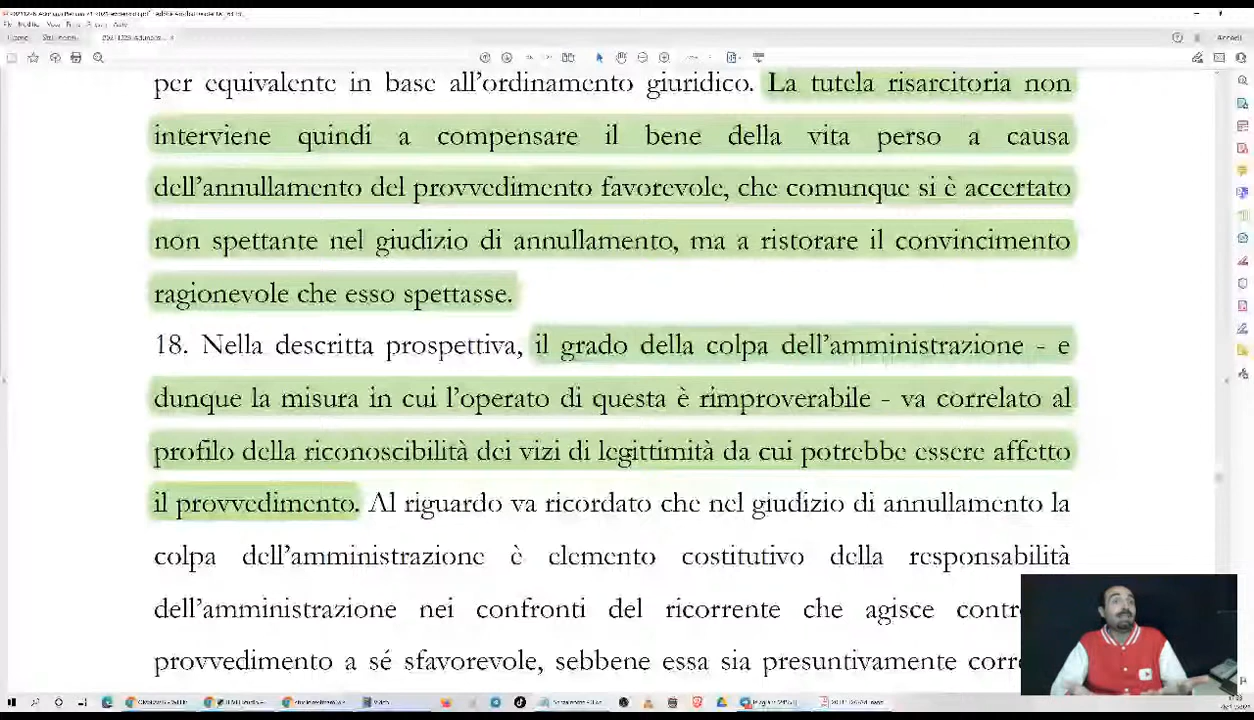 per equivalente in base all'ordinamento giuridico. La tutela risarcitoria non
interviene quindi a compensare il bene della vita perso a causa
dell'annullamento del provvedimento favorevole, che comunque si è accertato
non spettante nel giudizio di annullamento, ma a ristorare il convincimento
ragionevole che esso spettasse.
18. Nella descritta prospettiva, il grado della colpa dell'amministrazione - e
dunque la misura in cui l'operato di questa è rimproverabile - va correlato al
profilo della riconoscibilità dei vizi di legittimità da cui potrebbe essere affetto
il provvedimento. Al riguardo va ricordato che nel giudizio di annullamento la
colpa dell'amministrazione è elemento costitutivo della responsabilità
dell'amministrazione nei confronti del ricorrente che agisce
provvedimento a sé sfavorevole, sebbene essa sia presuntivamente